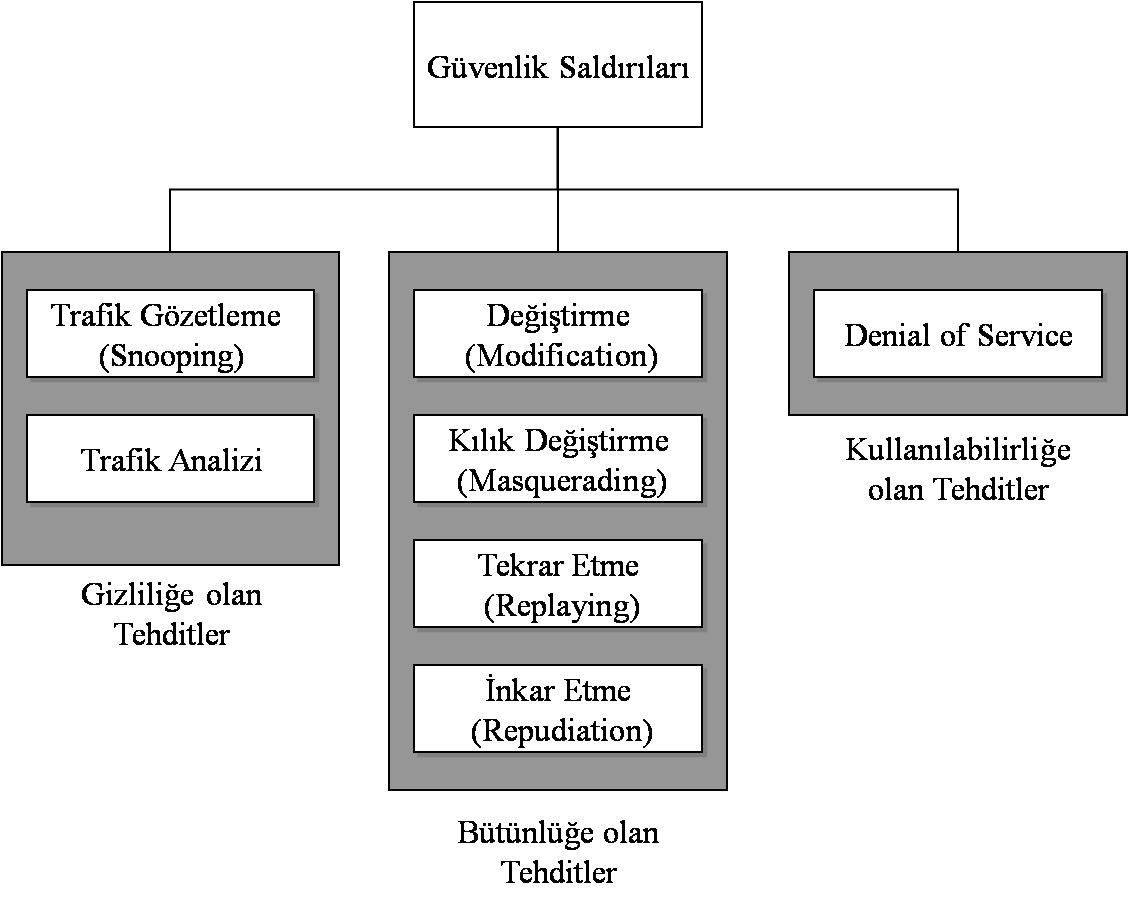 Güvenlik Saldırıları
Trafik Gözetleme
(Snooping)
Trafik Analizi
Gizliliğe olan
Tehditler
Değiştirme
(Modification)
Kılık Değiştirme
(Masquerading)
Tekrar Etme
(Replaying)
İnkar Etme
(Repudiation)
Bütünlüğe olan
Tehditler
Denial of Service
Kullanılabilirliğe
olan Tehditler